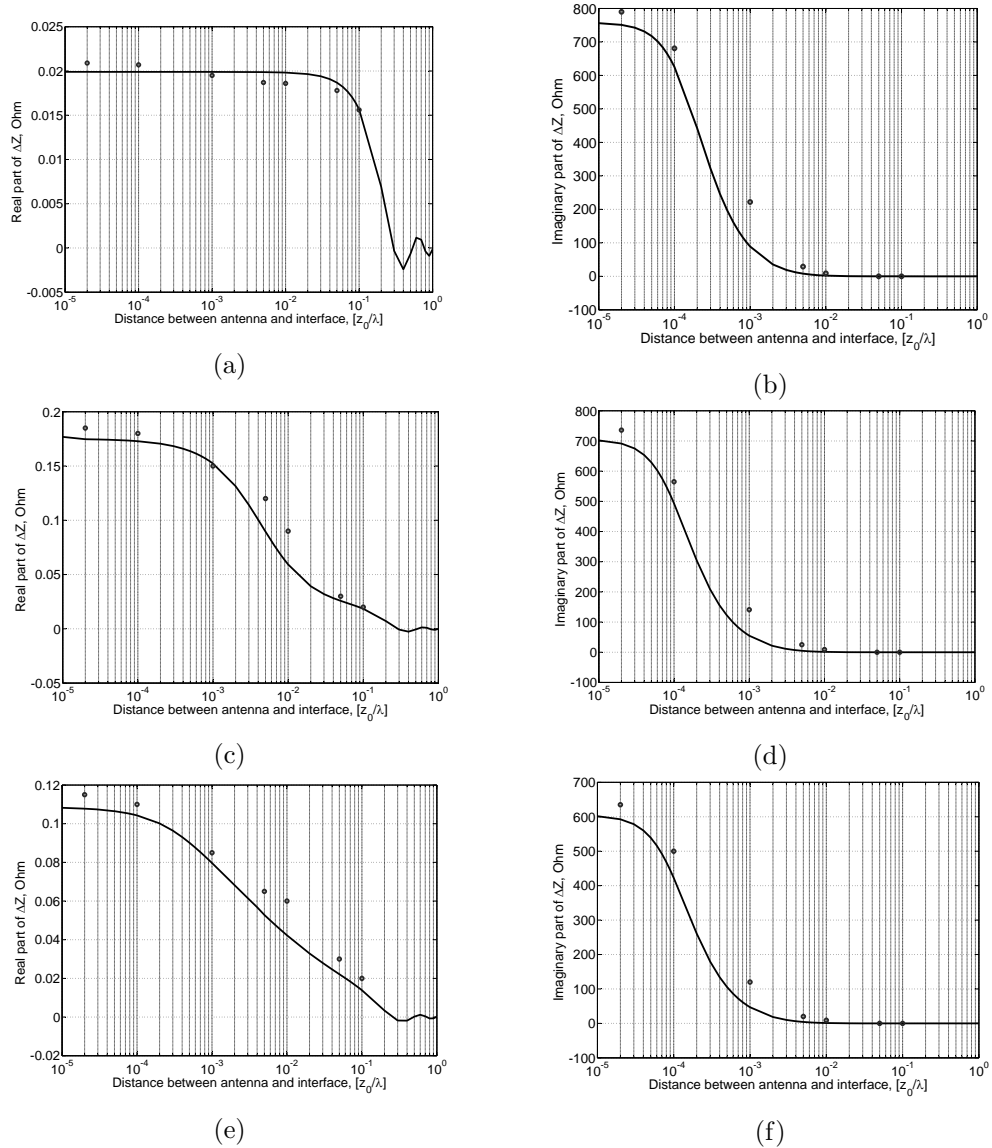 0.025
0.02
0.015
0.01
0.005
0
-0.005
Real part of ΔZ, Ohm
10^-5 10^-4 10^-3 10^-2 10^-1 10^0
Distance between antenna and interface, [z_0/λ]
(a)
800
700
600
500
400
300
200
100
0
-100
Imaginary part of ΔZ, Ohm
10^-5 10^-4 10^-3 10^-2 10^-1 10^0
Distance between antenna and interface, [z_0/λ]
(b)
0.2
0.15
0.1
0.05
0
-0.05
Real part of ΔZ, Ohm
10^-5 10^-4 10^-3 10^-2 10^-1 10^0
Distance between antenna and interface, [z_0/λ]
(c)
800
700
600
500
400
300
200
100
0
-100
Imaginary part of ΔZ, Ohm
10^-5 10^-4 10^-3 10^-2 10^-1 10^0
Distance between antenna and interface, [z_0/λ]
(d)
0.12
0.1
0.08
0.06
0.04
0.02
0
-0.02
Real part of ΔZ, Ohm
10^-5 10^-4 10^-3 10^-2 10^-1 10^0
Distance between antenna and interface, [z_0/λ]
(e)
700
600
500
400
300
200
100
0
-100
Imaginary part of ΔZ, Ohm
10^-5 10^-4 10^-3 10^-2 10^-1 10^0
Distance between antenna and interface, [z_0/λ]
(f)